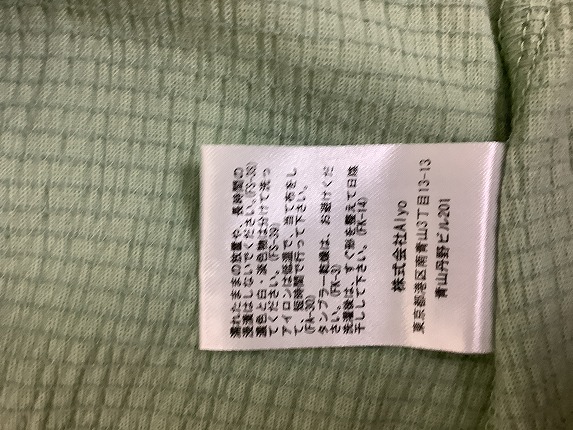 濡れたままの放置や、長時間の
浸漬はしないでください。(FS-38)
濃色と白・淡色物は分けて洗っ
てください。(FS-39)
アイロンは低温で、当て布をし
て、短時間で行って下さい。
(FA-30)
タンブラー乾燥は、お避けくだ
さい。(FK-3)
洗濯後は、すぐ形を整えて日陰
干しして下さい。(FK-14)
株式会社Alyo
東京都港区南青山3丁目13-13
青山丹野ビル201